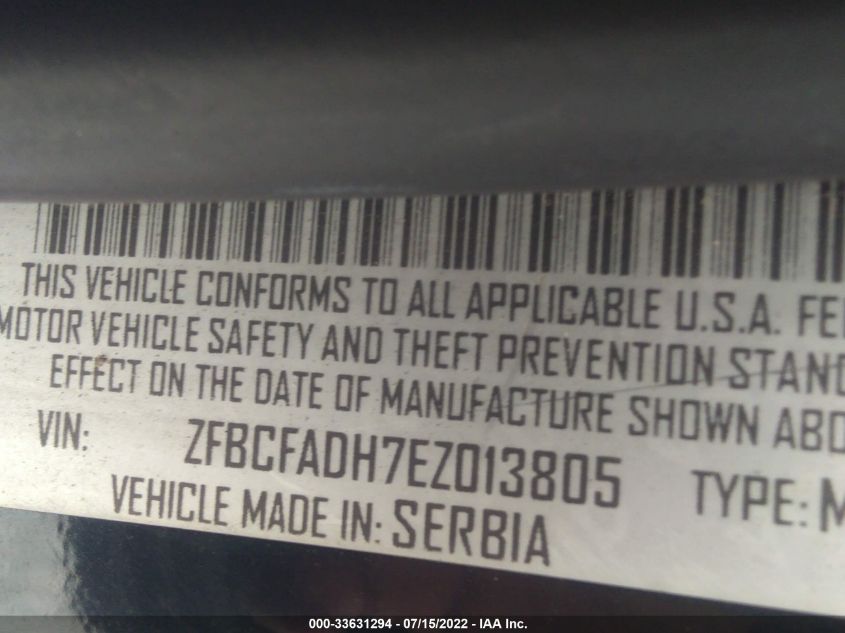 THIS VEHICLE CONFORMS TO ALL APPLICABLE U.S.A. FE
MOTOR VEHICLE SAFETY AND THEFT PREVENTION STAND
EFFECT ON THE DATE OF MANUFACTURE SHOWN ABO
VIN: ZFBCFADH7EZ013805 TYPE: M
VEHICLE MADE IN: SERBIA
000-33631294 - 07/15/2022 - IAA Inc.